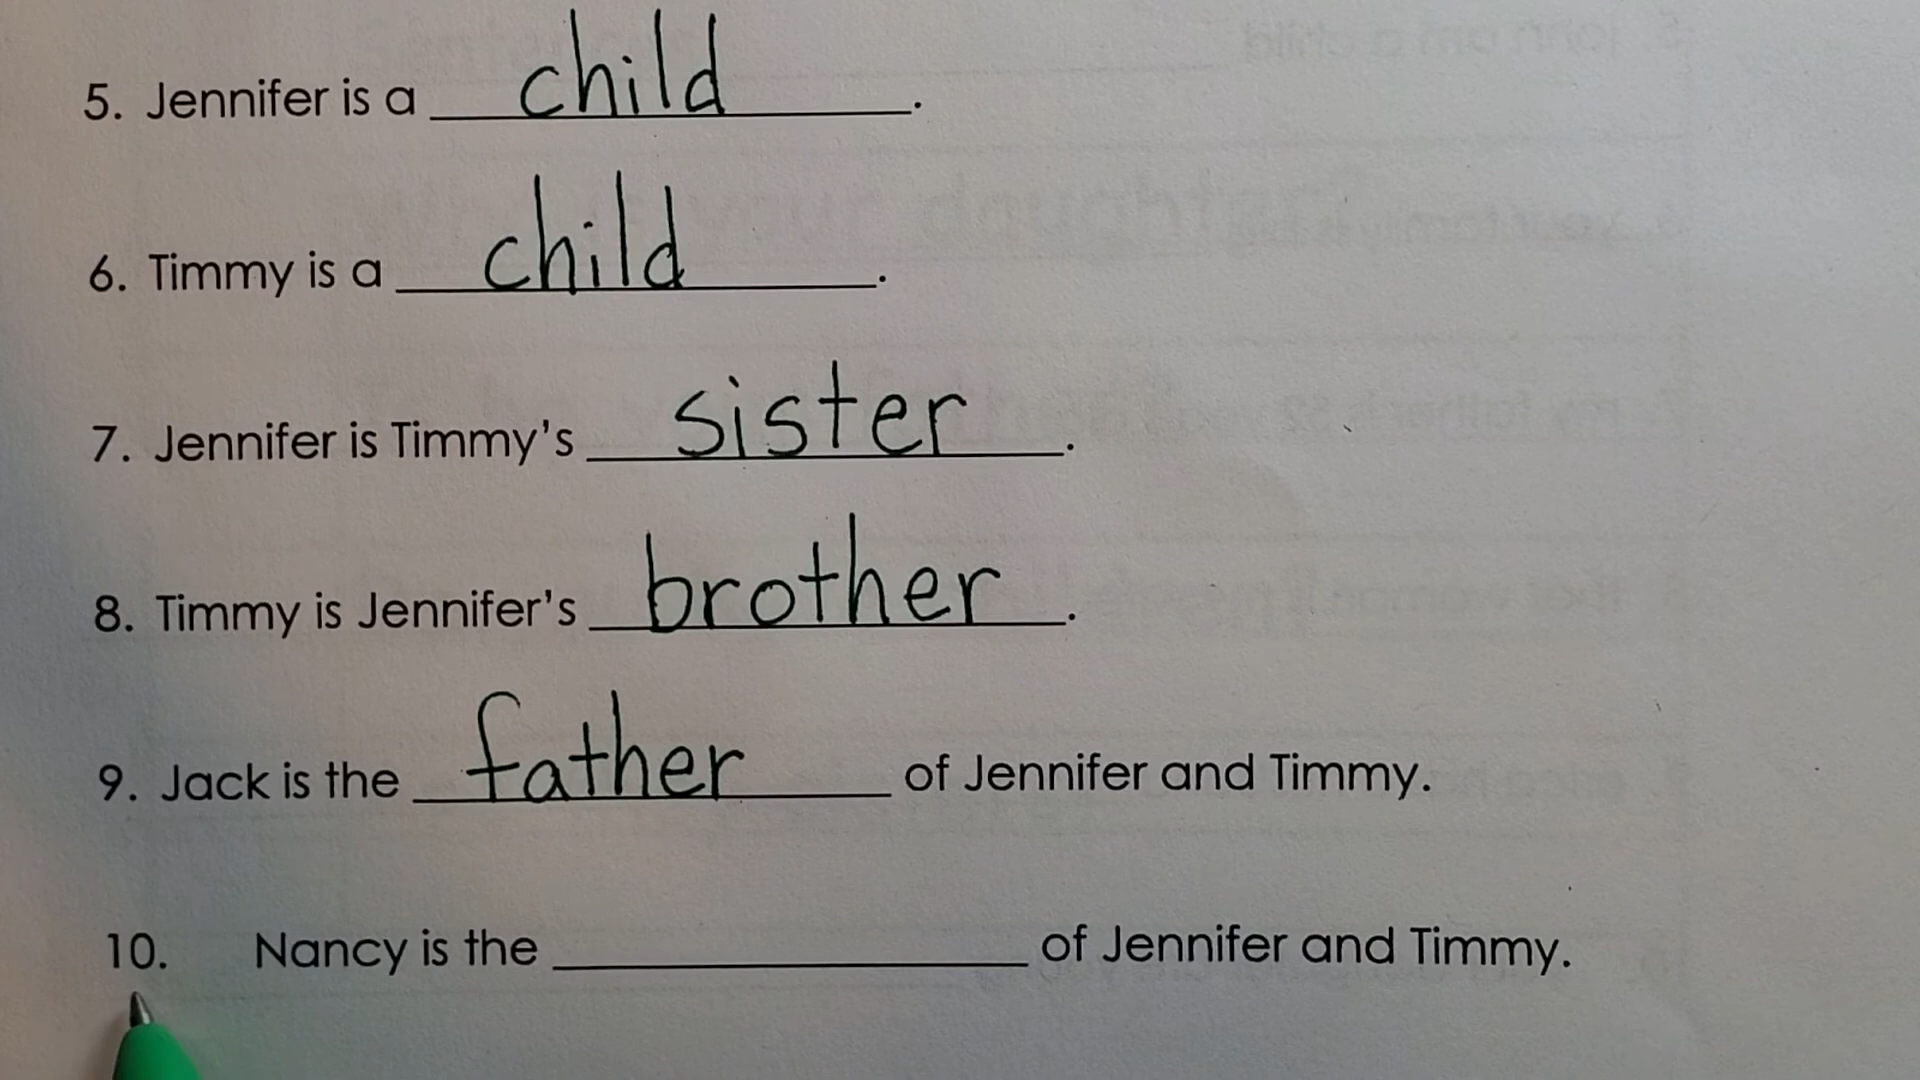 5. Jennifer is a child.
6. Timmy is a child.
7. Jennifer is Timmy's sister.
8. Timmy is Jennifer's brother.
9. Jack is the father of Jennifer and Timmy.
10. Nancy is the ____________ of Jennifer and Timmy.